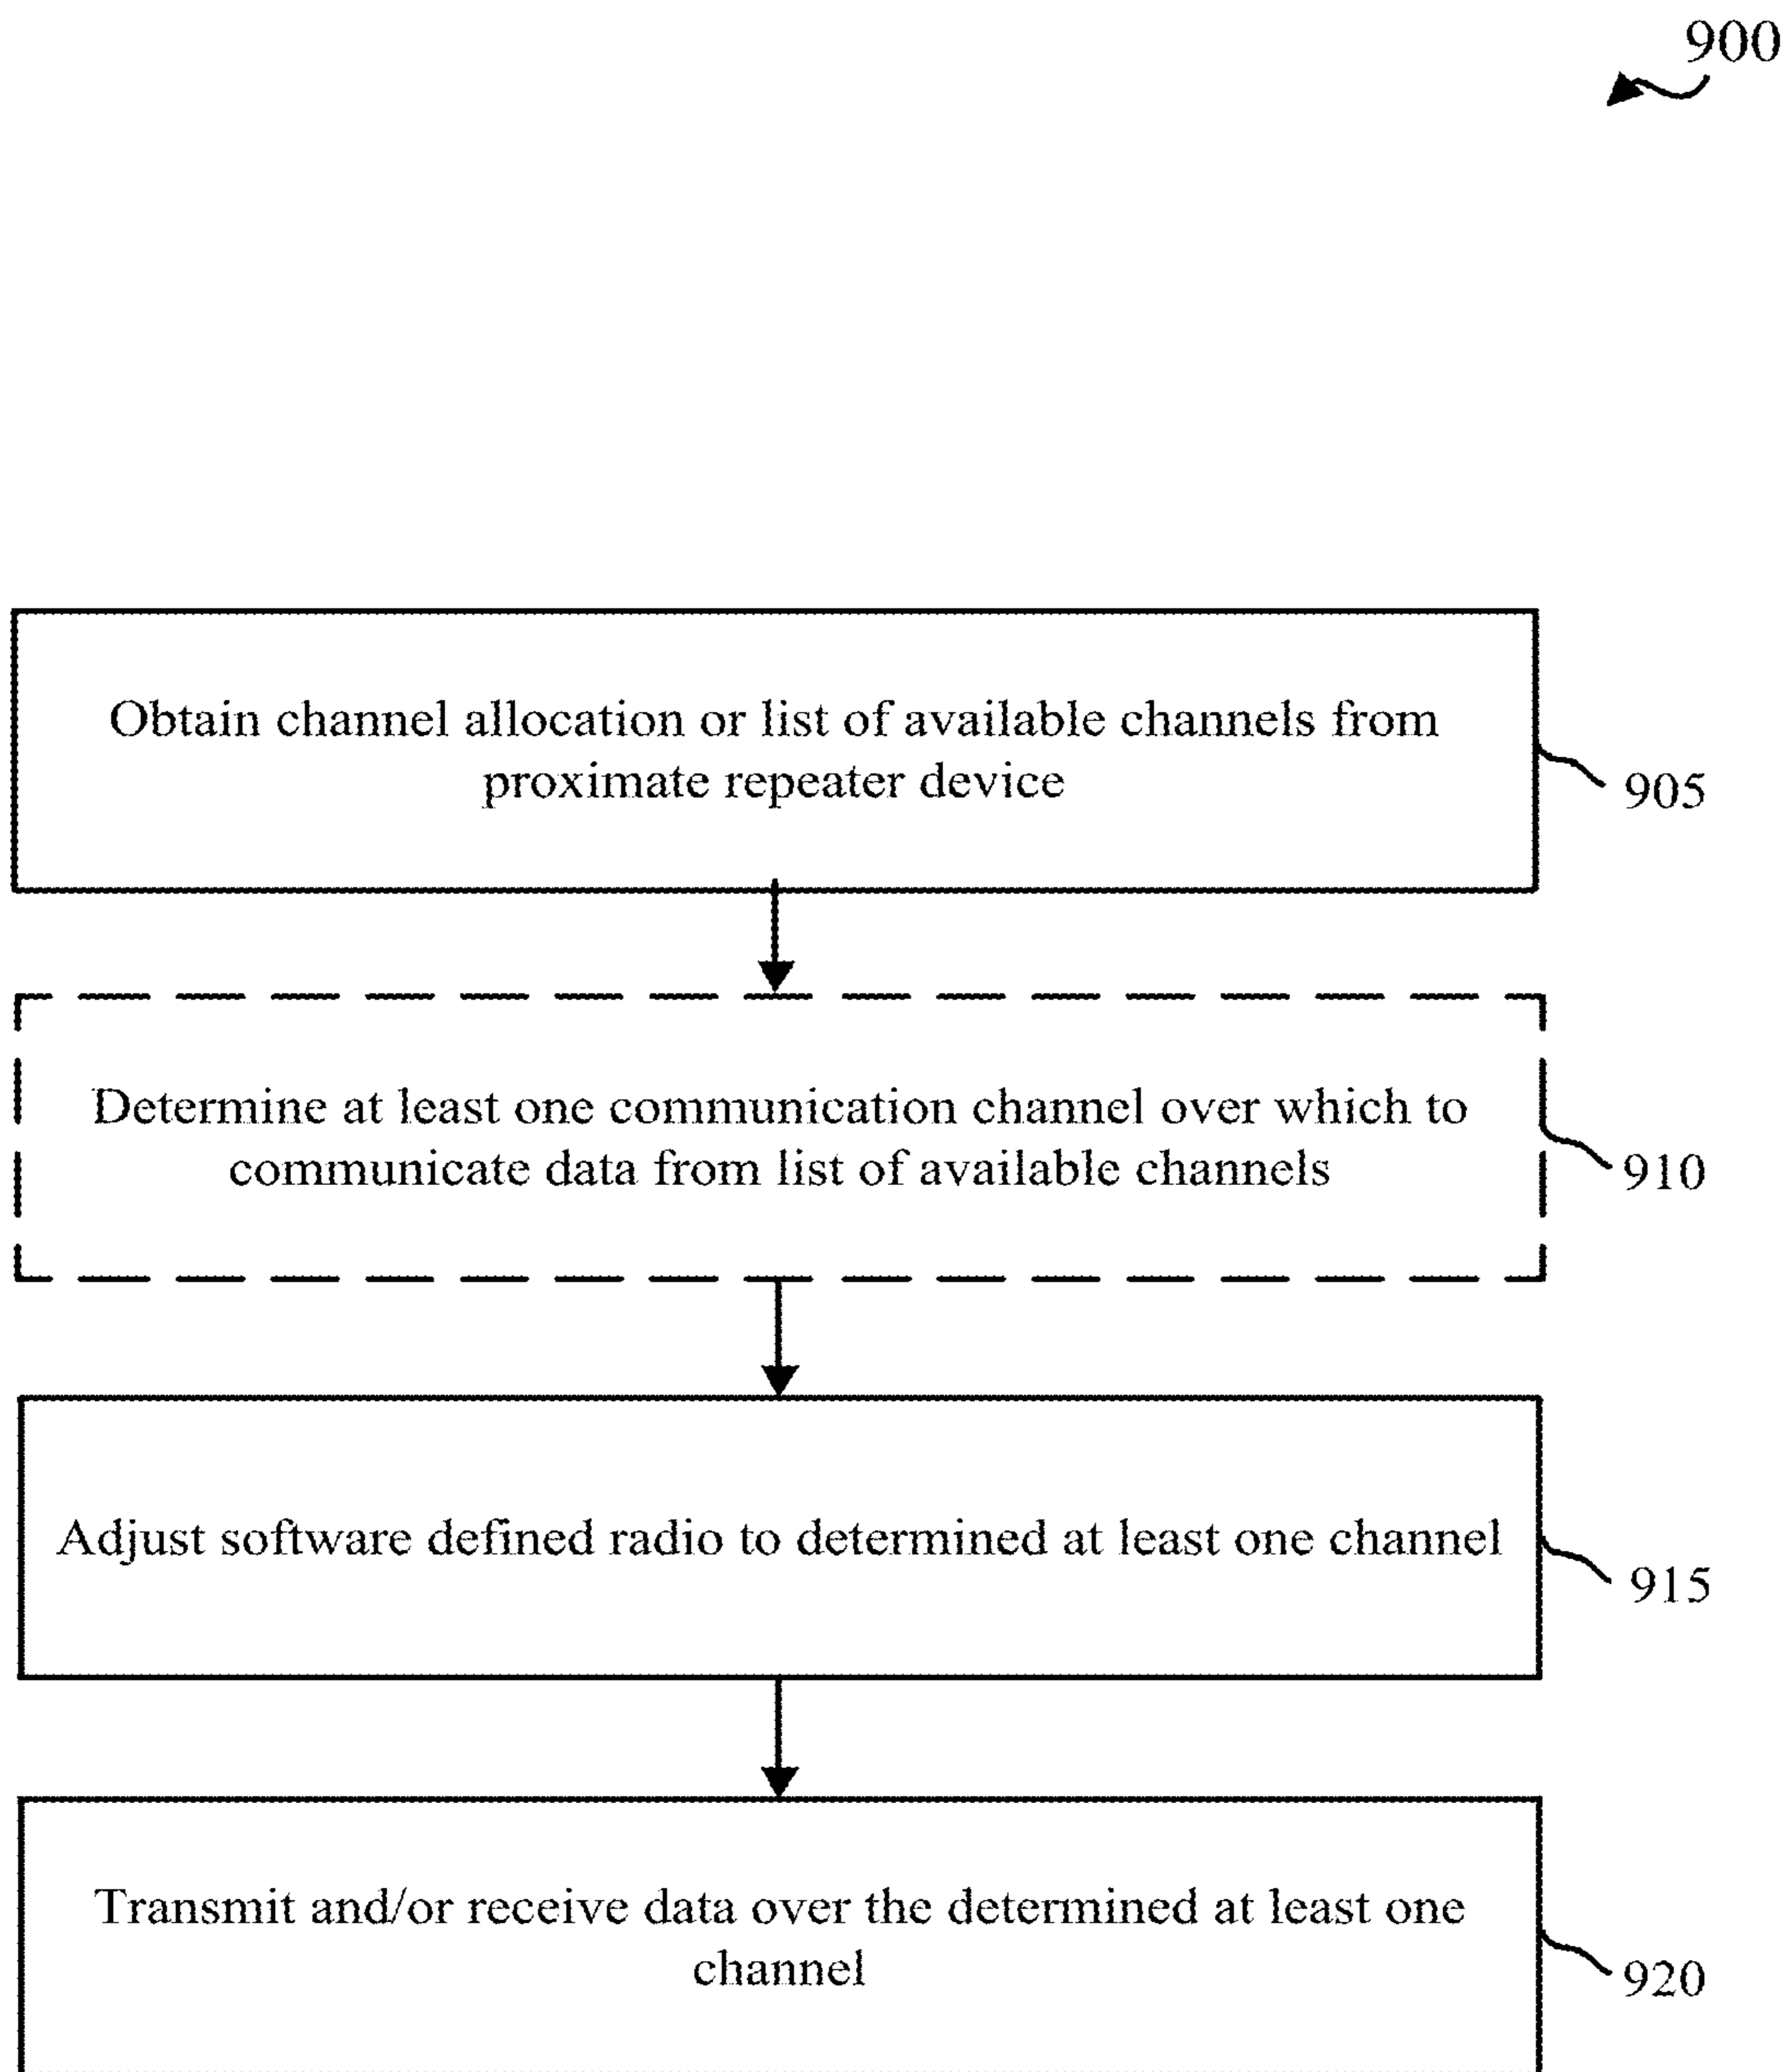 900
Obtain channel allocation or list of available channels from
proximate repeater device
905
Determine at least one communication channel over which to
communicate data from list of available channels
910
Adjust software defined radio to determined at least one channel
915
Transmit and/or receive data over the determined at least one
channel
920